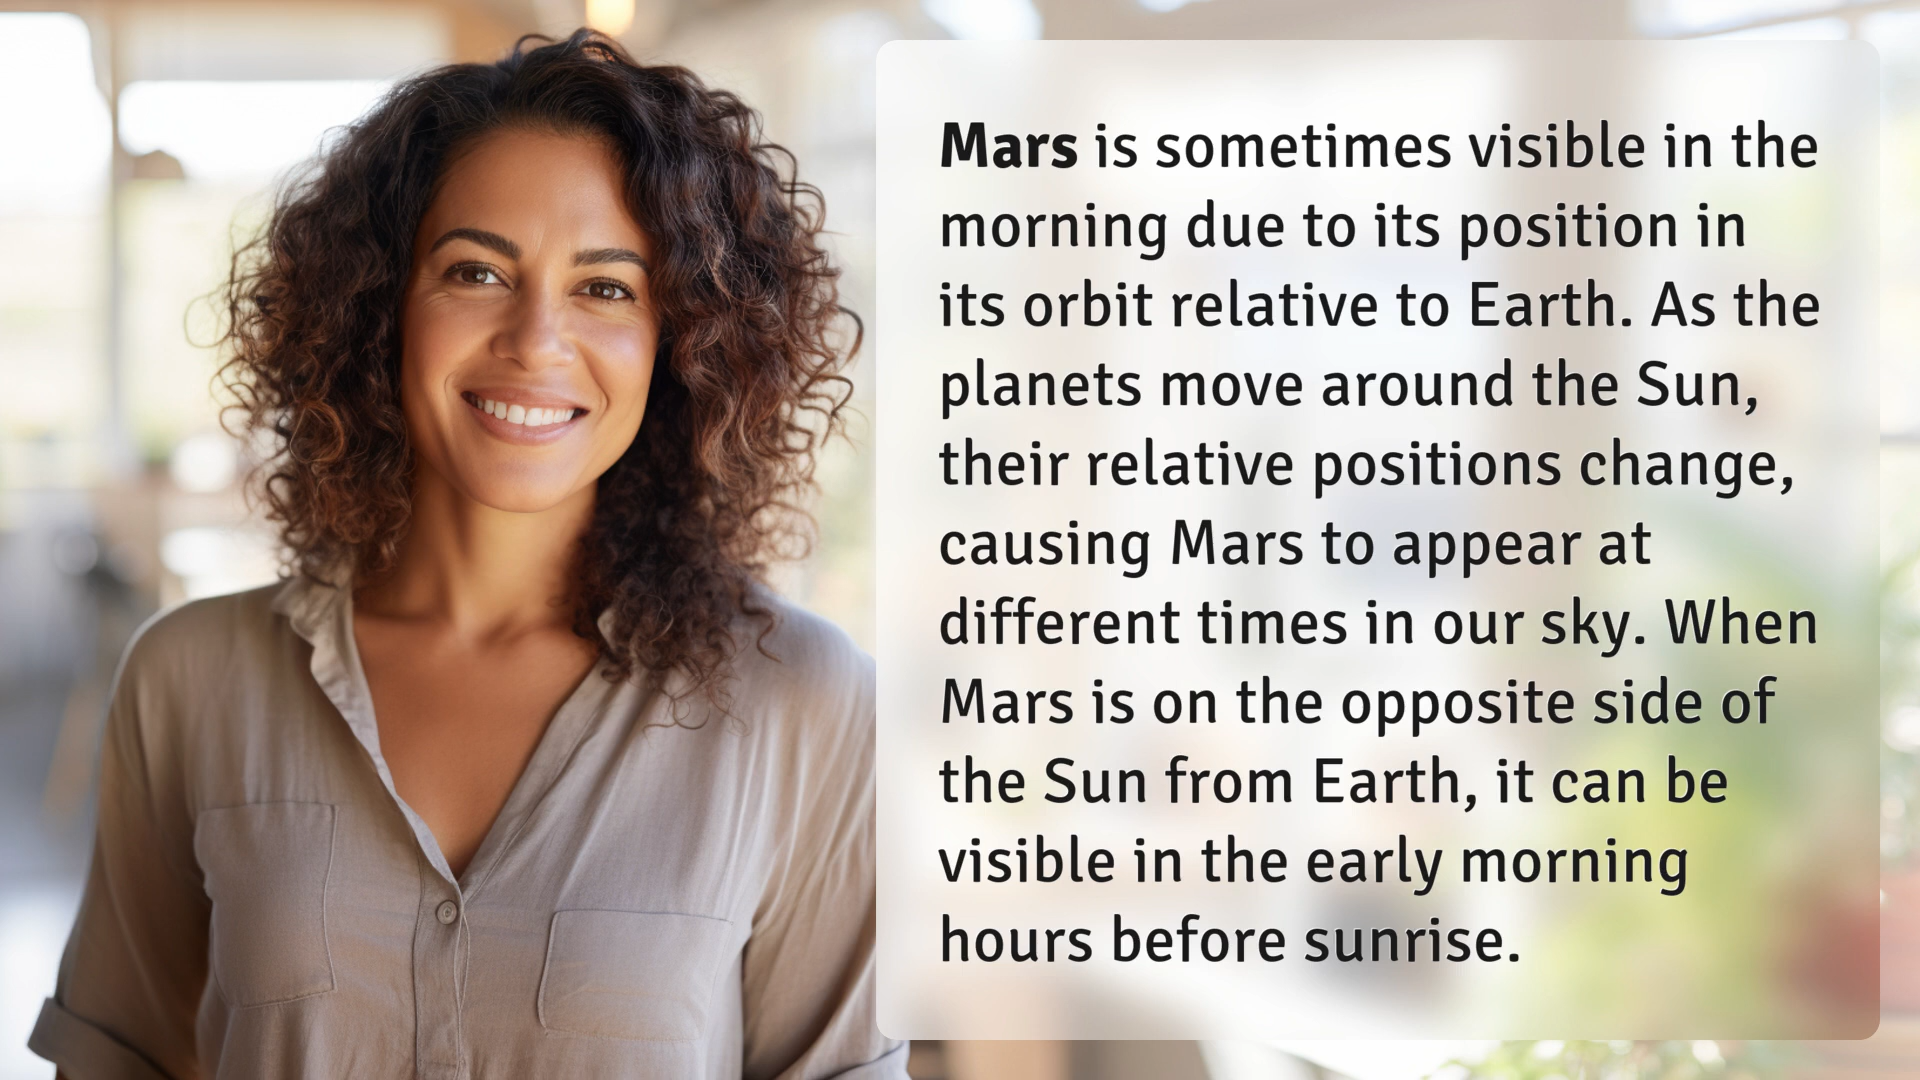 Mars is sometimes visible in the
morning due to its position in
its orbit relative to Earth. As the
planets move around the Sun,
their relative positions change,
causing Mars to appear at
different times in our sky. When
Mars is on the opposite side of
the Sun from Earth, it can be
visible in the early morning
hours before sunrise.